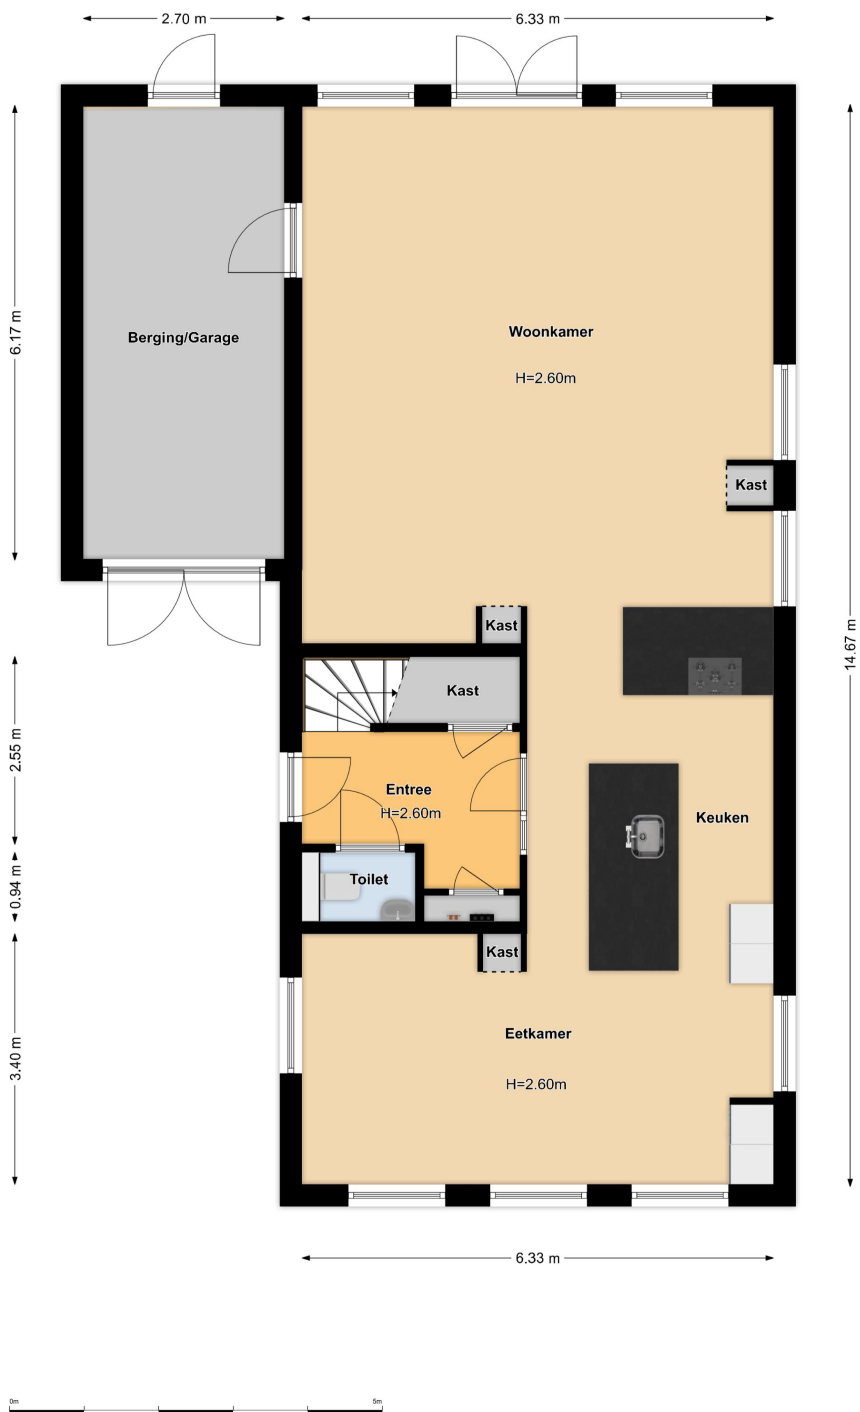 2.70 m
6.33 m
6.17 m
Berging/Garage
Woonkamer
H=2.60m
Kast
Kast
14.67 m
Kast
2.55 m
Entree
H=2.60m
Keuken
0.94 m
Toilet
Kast
3.40 m
Eetkamer
H=2.60m
6.33 m
0m
5m